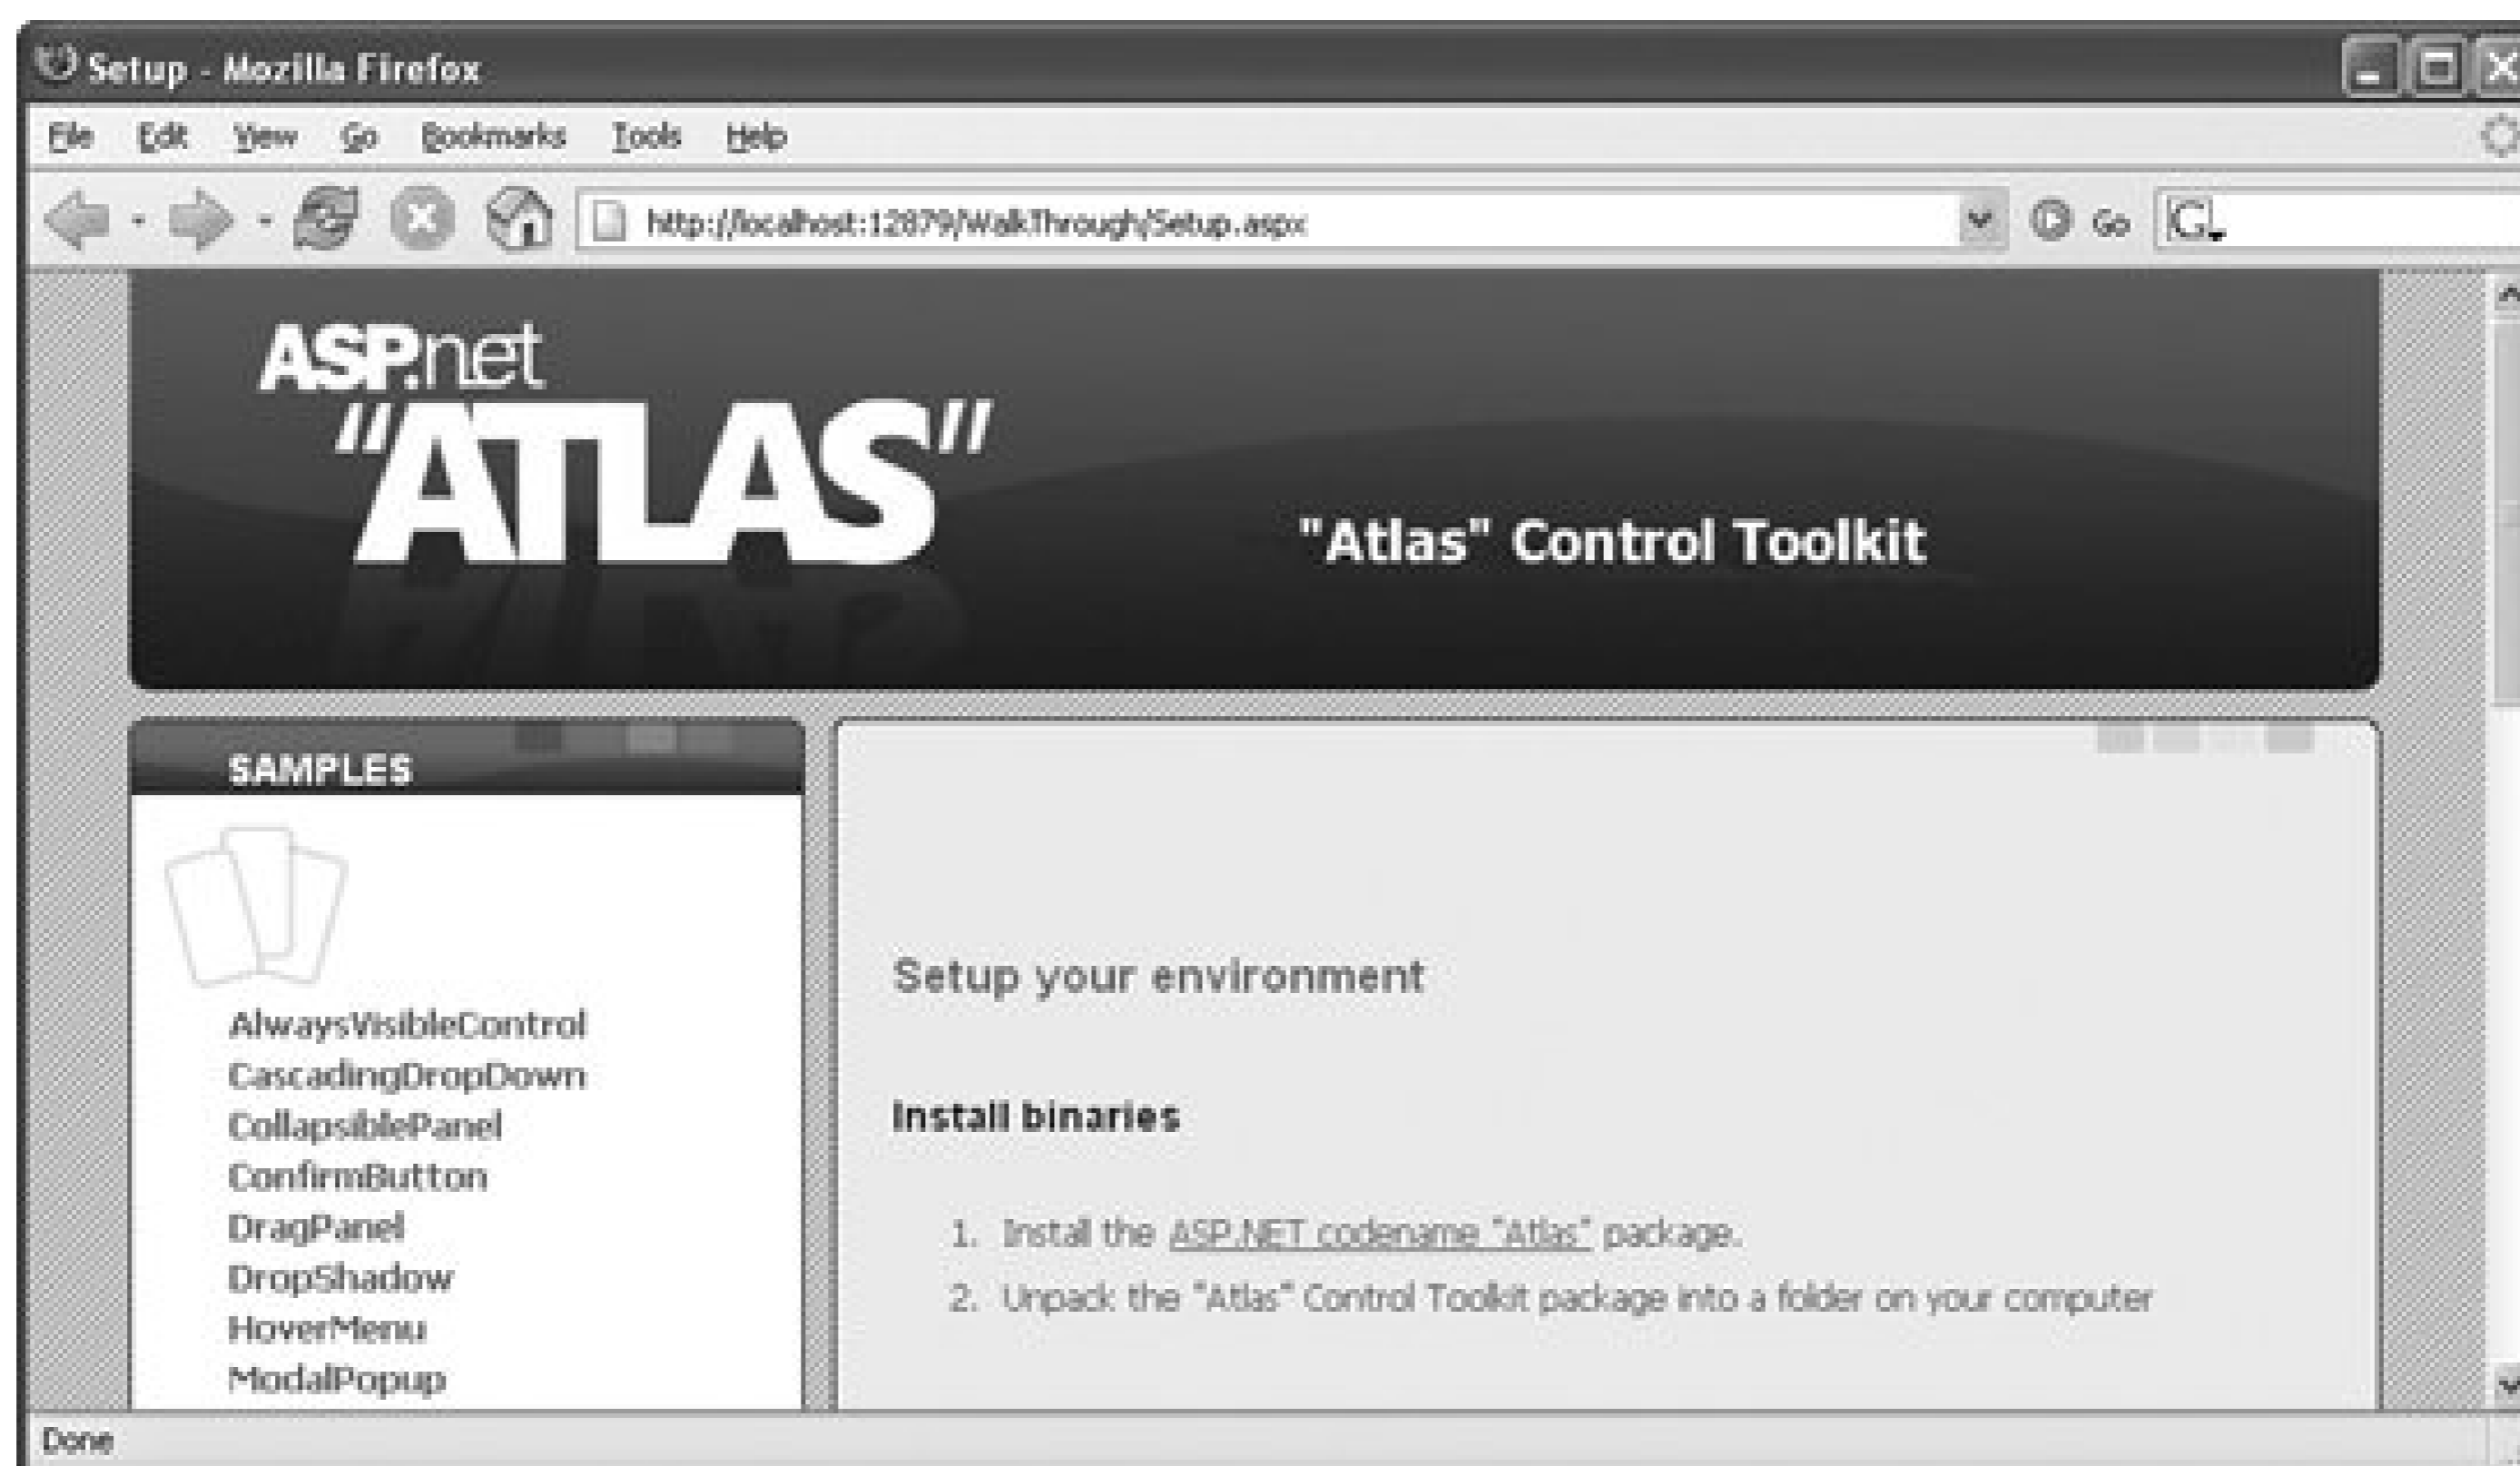 Setup - Mozilla Firefox
File Edit View Go Bookmarks Tools Help
http://localhost:12879/WalkThrough/Setup.aspx Go G
ASP.net
"ATLAS"
"Atlas" Control Toolkit
SAMPLES
AlwaysVisibleControl
CascadingDropDown
CollapsiblePanel
ConfirmButton
DragPanel
DropShadow
HoverMenu
ModalPopup
Setup your environment
Install binaries
1. Install the ASP.NET codename "Atlas" package.
2. Unpack the "Atlas" Control Toolkit package into a folder on your computer
Done